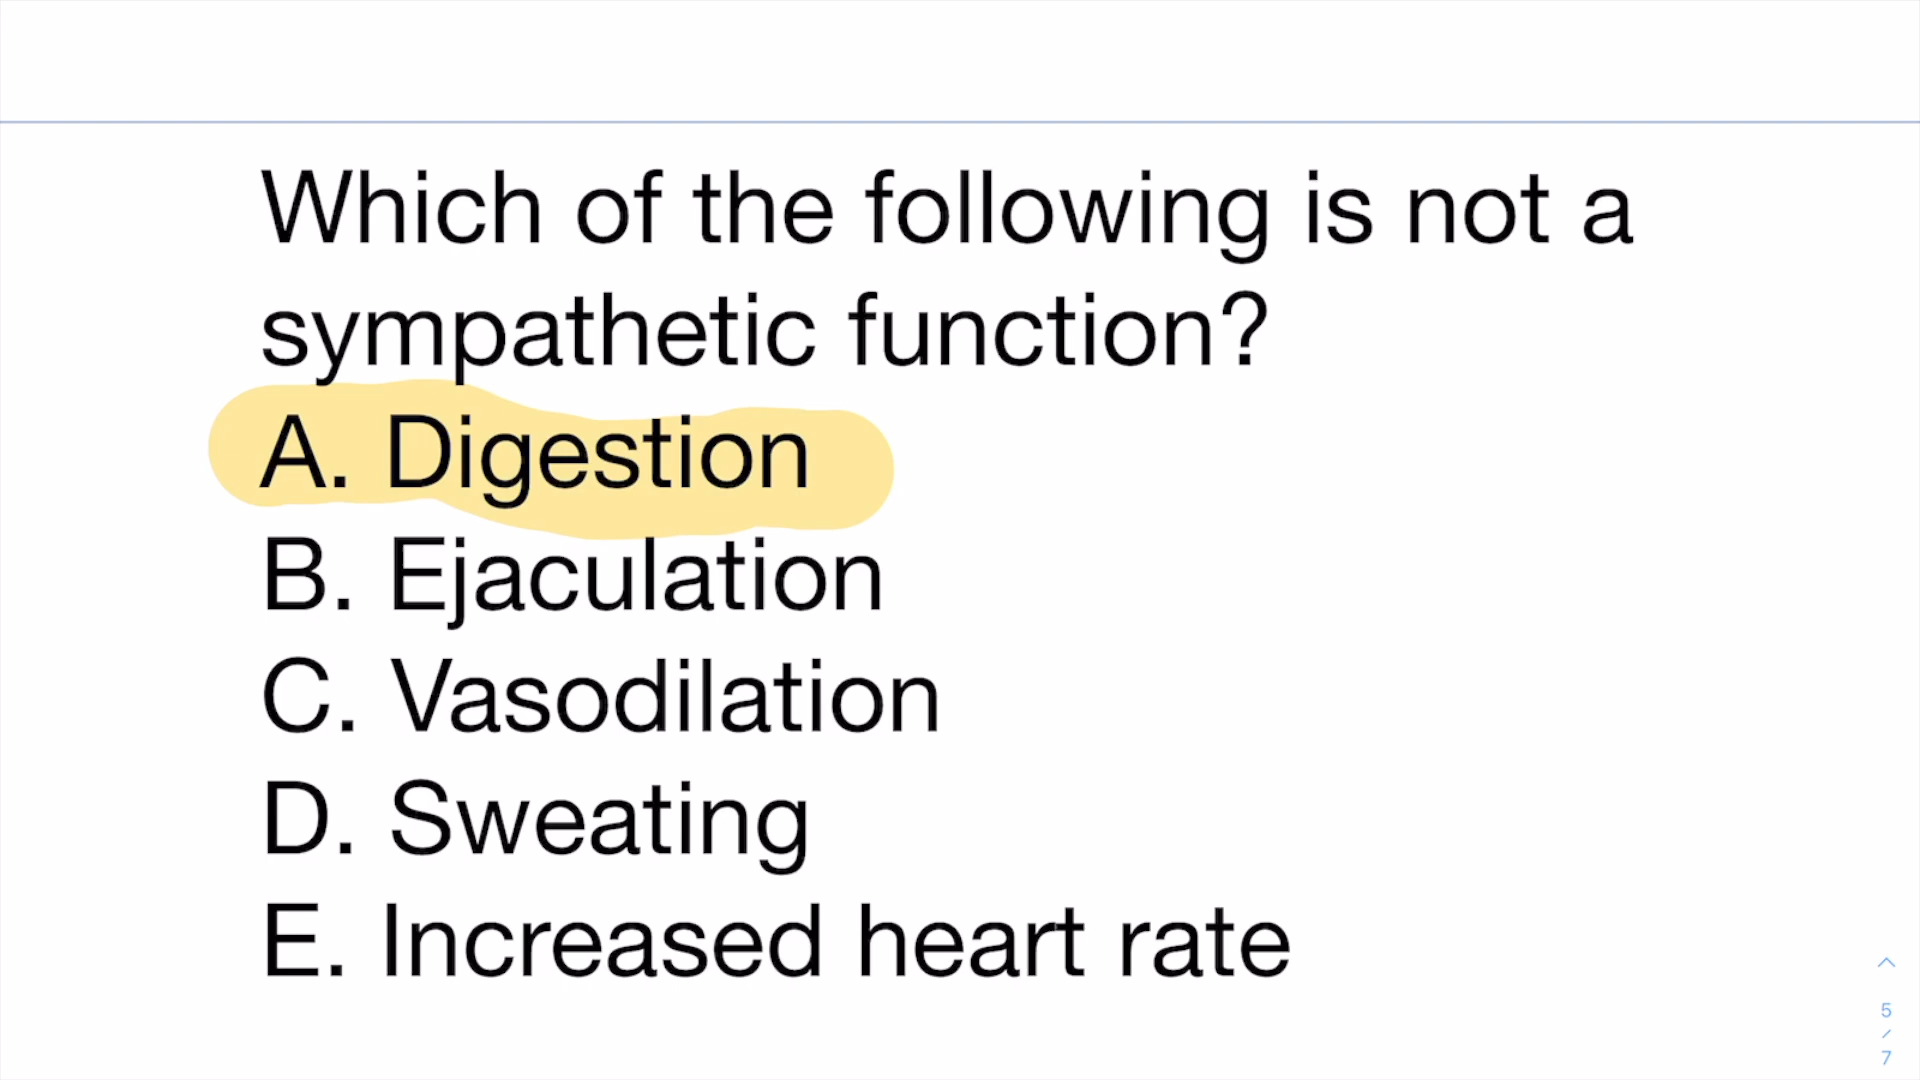 Which of the following is not a
sympathetic function?
A. Digestion
B. Ejaculation
C. Vasodilation
D. Sweating
E. Increased heart rate
5
/
7